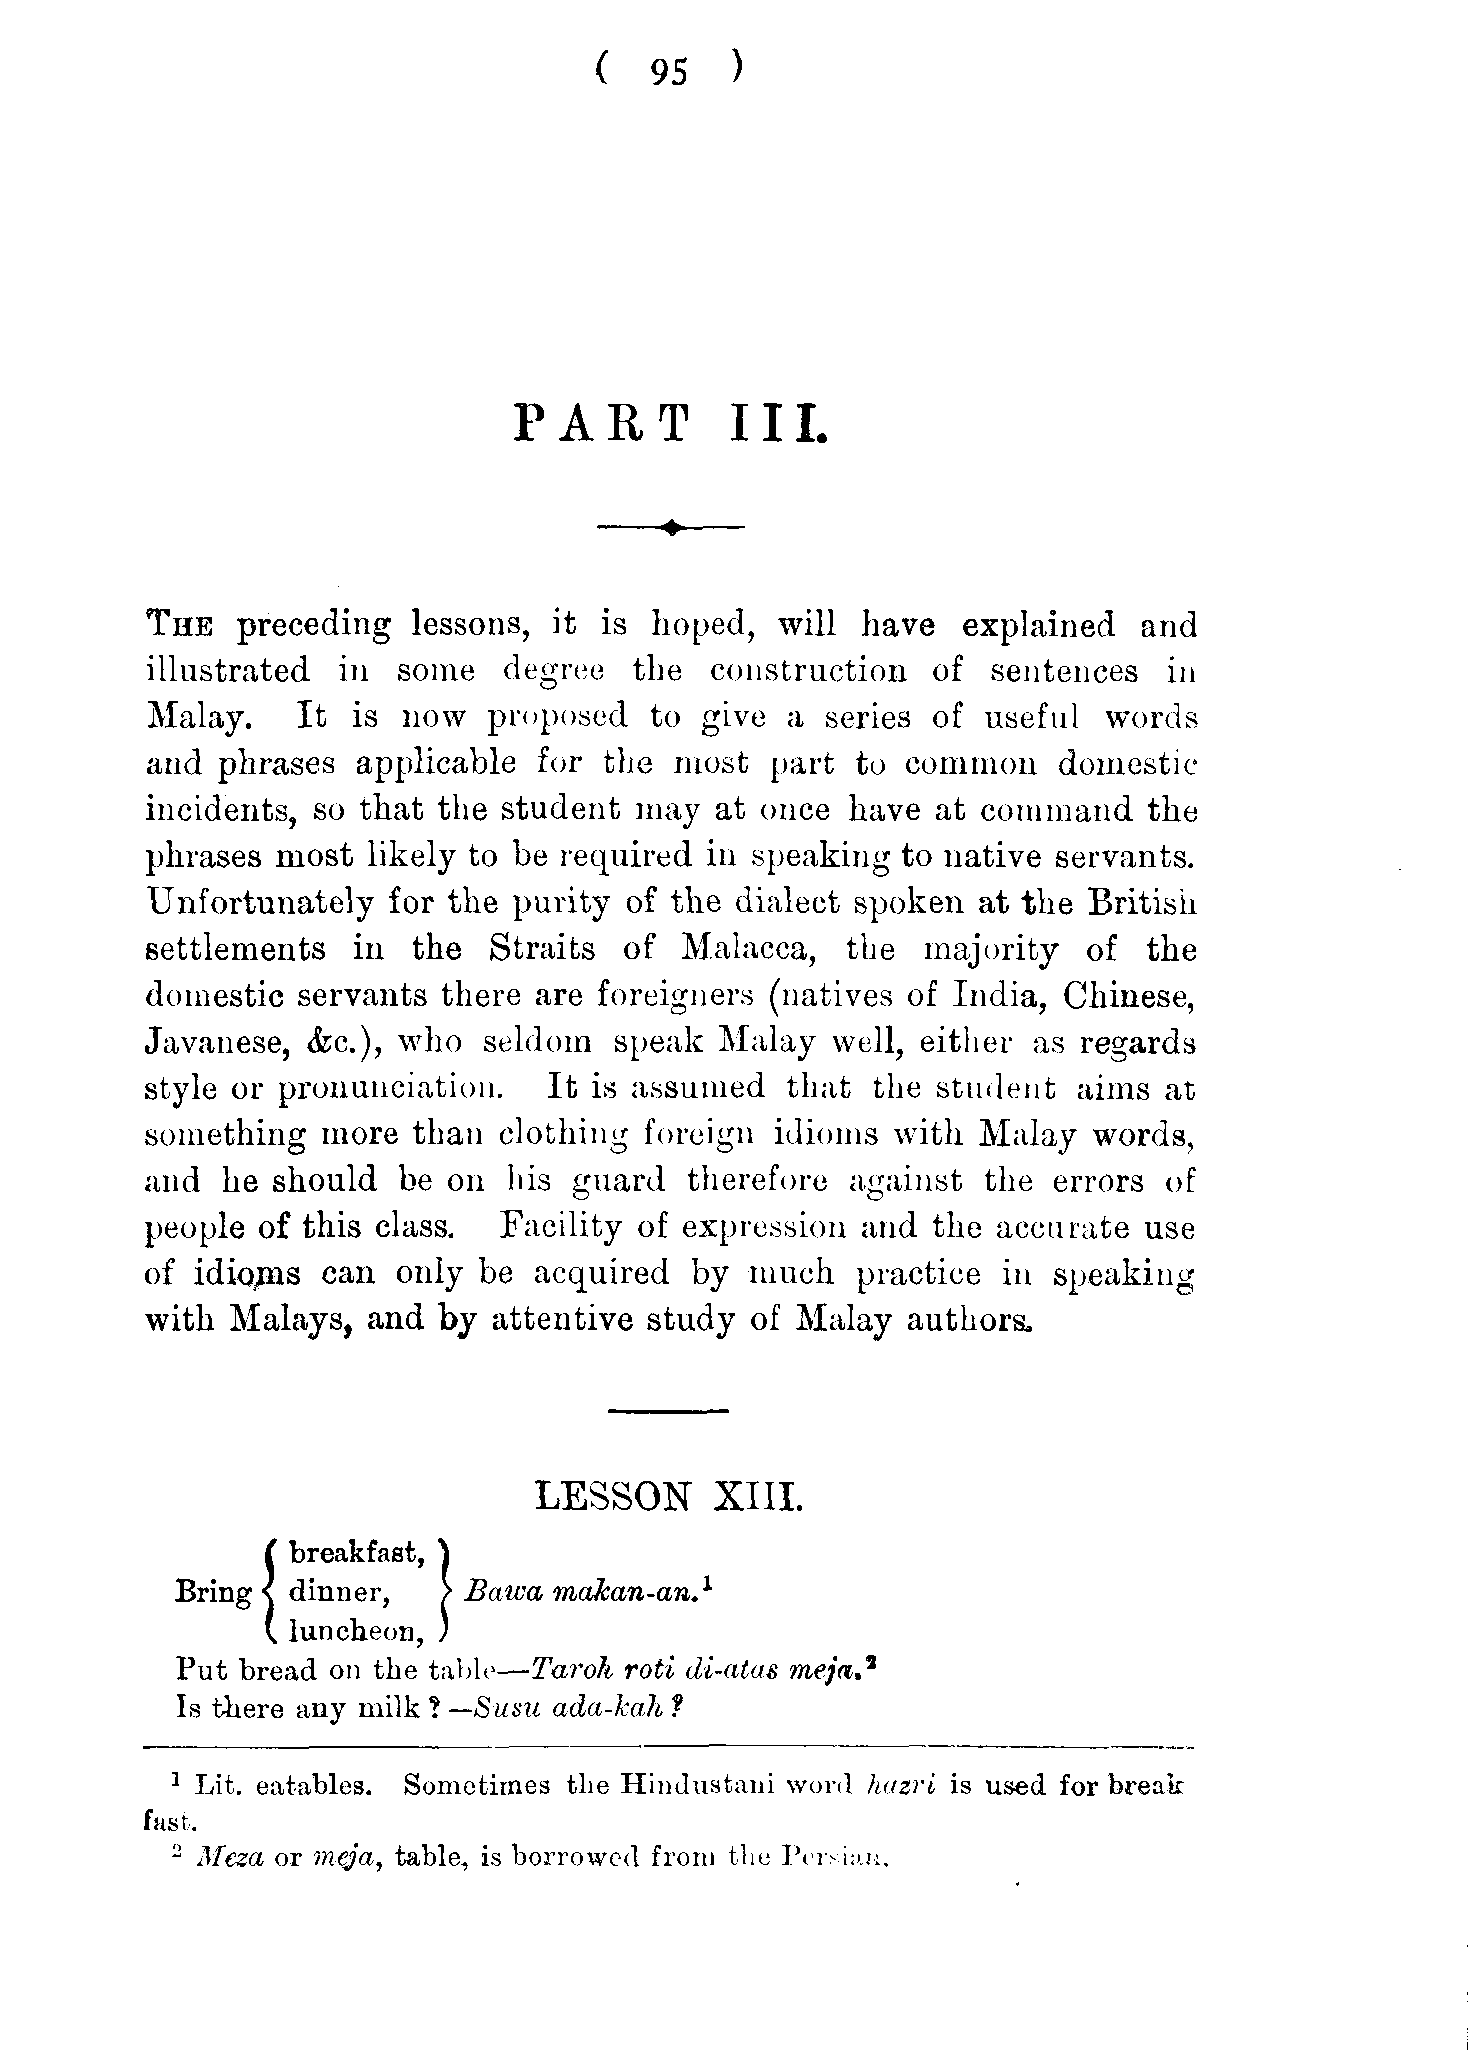 ( 95 )
PART III.
THE preceding lessons, it is hoped, will have explained and
illustrated in some degree the construction of sentences in
Malay. It is now proposed to give a series of useful words
and phrases applicable for the most part to common domestic
incidents, so that the student may at once have at command the
phrases most likely to be required in speaking to native servants.
Unfortunately for the purity of the dialect spoken at the British
settlements in the Straits of Malacca, the majority of the
domestic servants there are foreigners (natives of India, Chinese,
Javanese, &c.), who seldom speak Malay well, either as regards
style or pronunciation. It is assumed that the student aims at
something more than clothing foreign idioms with Malay words,
and he should be on his guard therefore against the errors of
people of this class. Facility of expression and the accurate use
of idioms can only be acquired by much practice in speaking
with Malays, and by attentive study of Malay authors.
LESSON XIII.
breakfast,
Bring { dinner, } Bawa makan-an.¹
luncheon,
Put bread on the table—Taroh roti di-atas meja.²
Is there any milk?—Susu ada-kah?
¹ Lit. eatables. Sometimes the Hindustani word hazri is used for break
fast.
² Meza or meja, table, is borrowed from the Persian.